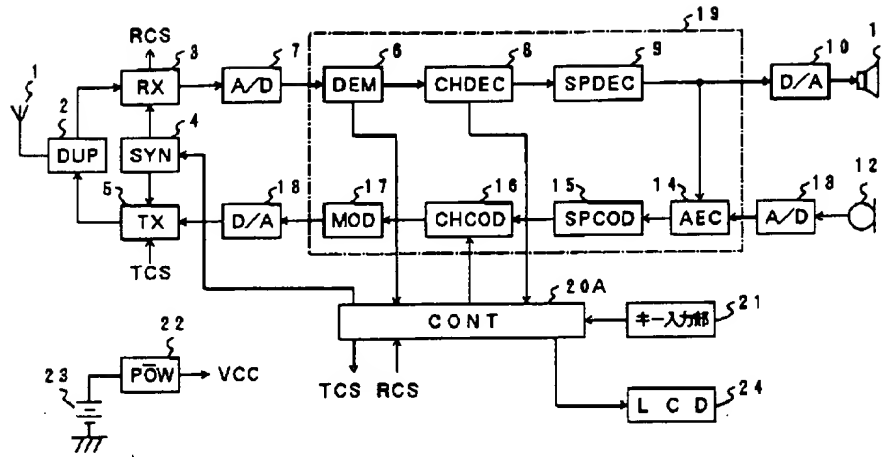 RCS 3 7 6 8 9 19 10 1
1 RX A/D DEM CHDEC SPDEC D/A
2 4
DUP SYN
5 18 17 16 15 14 13 12
TX D/A MOD CHCOD SPCOD AEC A/D
TCS
20A
CONT
21
キー入力部
22
23 POW VCC
TCS RCS
24
LCD